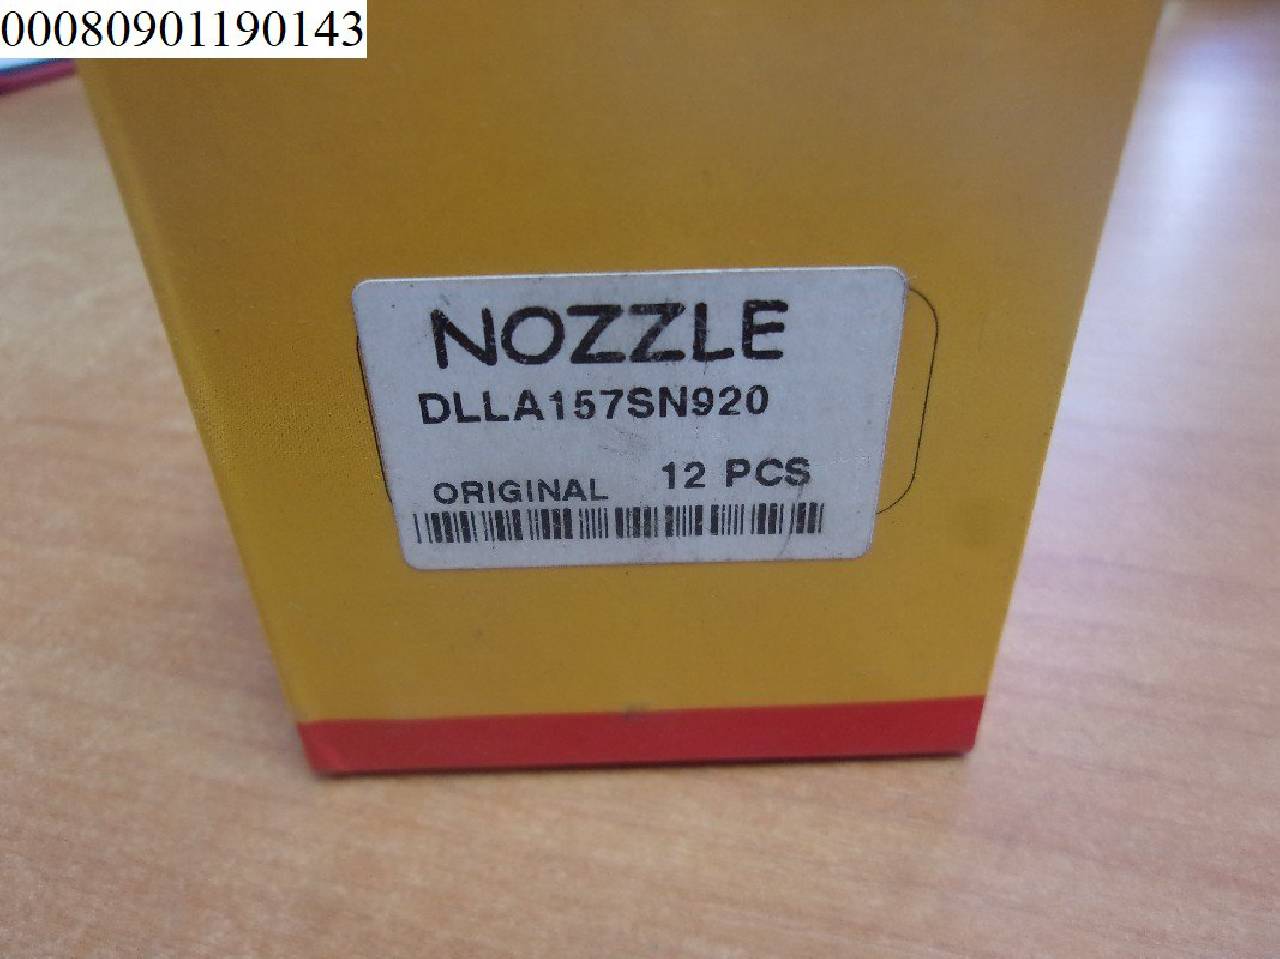 00080901190143
NOZZLE
DLLA157SN920
ORIGINAL 12 PCS